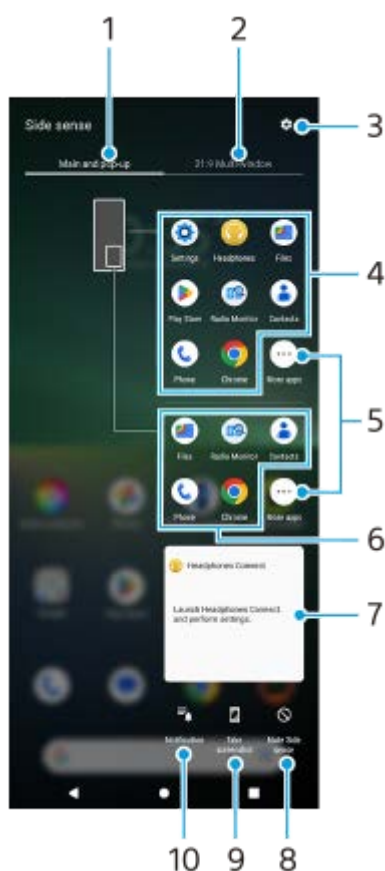 1
2
Side sense
3
Main and pop-up
21:9 Multi-window
Settings
Headphones
Files
4
Play Store
Radio Monitor
Contacts
Phone
Chrome
More apps
5
Files
Radio Monitor
Contacts
Phone
Chrome
More apps
6
Headphones Connect
Launch Headphones Connect
and perform settings.
7
Notification
Take
screenshot
Hide Side
sense
10
9
8